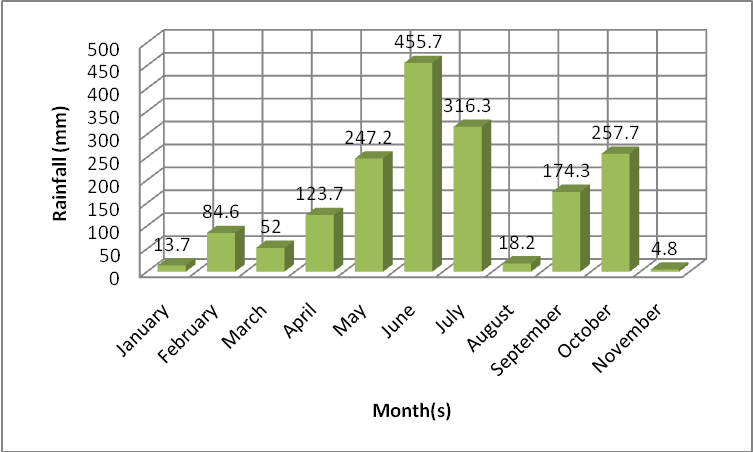 Rainfall (mm)
500
450
400
350
300
250
200
150
100
50
0
13.7
84.6
52
123.7
247.2
455.7
316.3
18.2
174.3
257.7
4.8
January
February
March
April
May
June
July
August
September
October
November
Month(s)